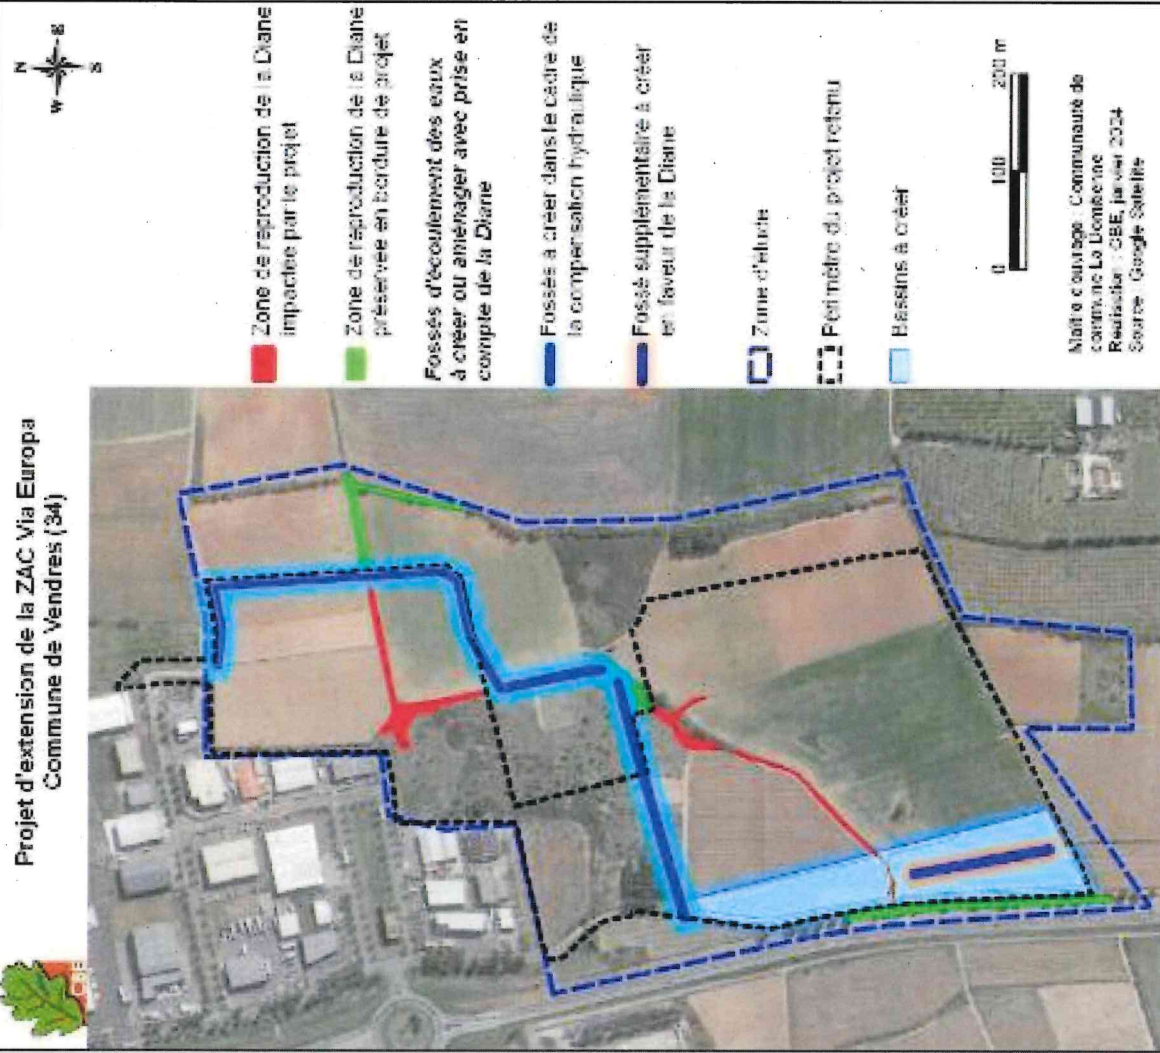 Projet d'extension de la ZAC Via Europa
Commune de Vendres (34)
N
W
E
S
Zone de reproduction de la Diane
impactée par le projet
Zone de reproduction de la Diane
préservée en bordure de projet
Fossés d'écoulement des eaux
à créer ou aménager avec prise en
compte de la Diane
Fossés à créer dans le cadre de
la compensation hydraulique
Fossé supplémentaire à créer
en faveur de la Diane
Zone d'étude
Périmètre du projet retenu
Bassins à créer
0 100 200 m
Maître d'ouvrage : Communauté de
commune La Domitienne
Réalisation : CBE, janvier 2024
Source : Google Satellite